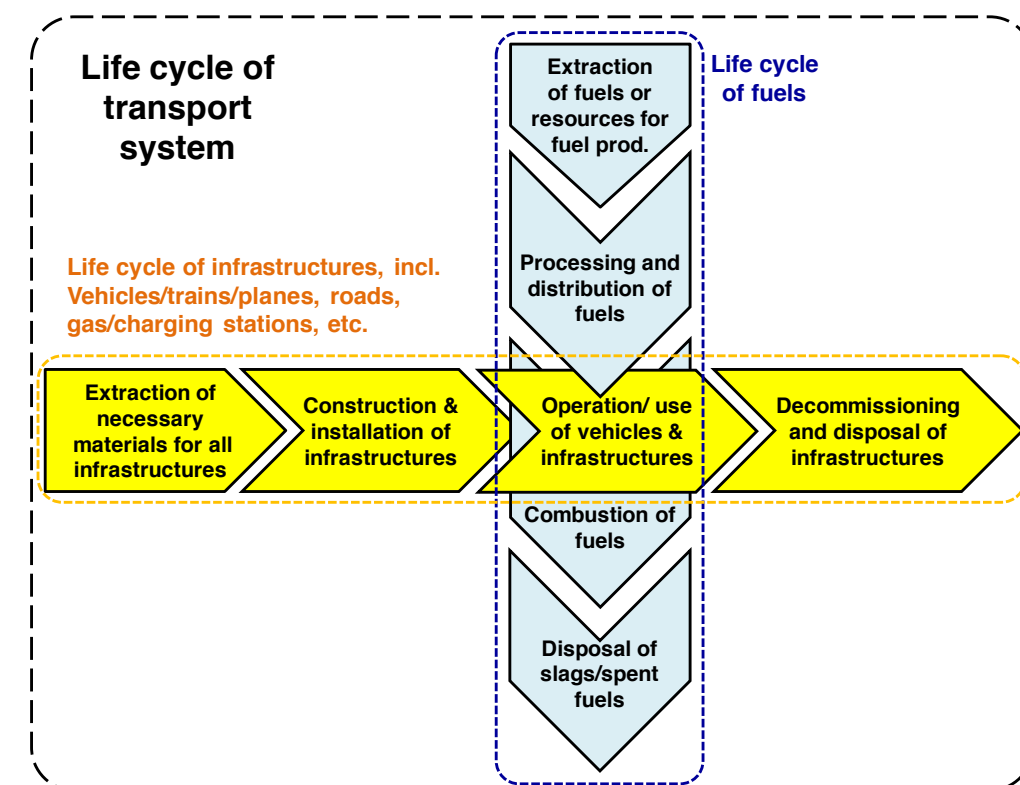 Life cycle of
transport
system
Extraction
of fuels or
resources for
fuel prod.
Life cycle
of fuels
Processing and
distribution of
fuels
Life cycle of infrastructures, incl.
Vehicles/trains/planes, roads,
gas/charging stations, etc.
Extraction of
necessary
materials for all
infrastructures
Construction &
installation of
infrastructures
Operation/ use
of vehicles &
infrastructures
Decommissioning
and disposal of
infrastructures
Combustion of
fuels
Disposal of
slags/spent
fuels